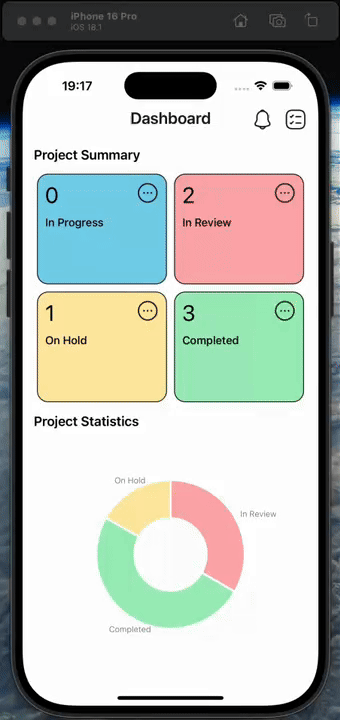 iPhone 16 Pro
iOS 18.1
19:17
Dashboard
Project Summary
0
In Progress
2
In Review
1
On Hold
3
Completed
Project Statistics
On Hold
In Review
Completed